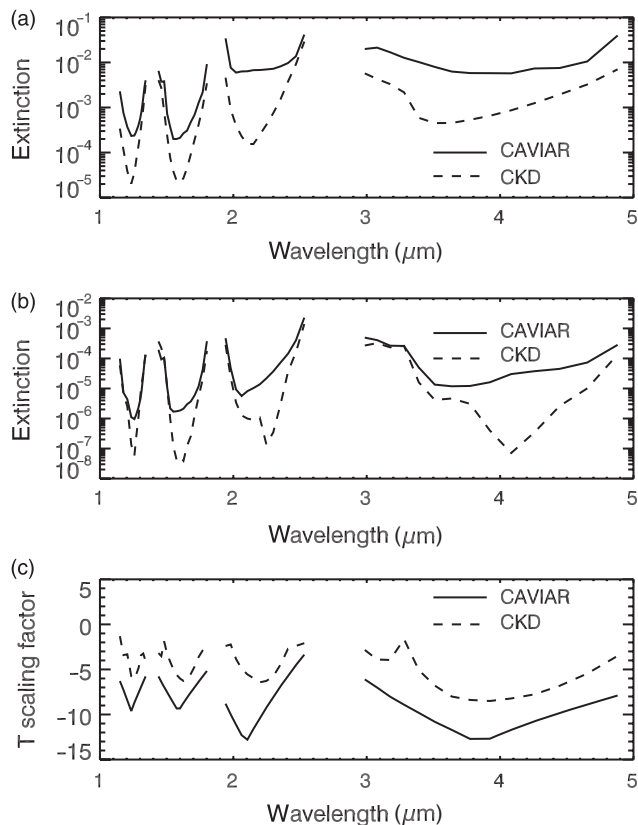 (a)
10⁻¹
10⁻²
10⁻³
10⁻⁴
10⁻⁵
Extinction
CAVIAR
CKD
1 2 3 4 5
Wavelength (μm)
(b)
10⁻²
10⁻³
10⁻⁴
10⁻⁵
10⁻⁶
10⁻⁷
10⁻⁸
Extinction
CAVIAR
CKD
1 2 3 4 5
Wavelength (μm)
(c)
5
0
−5
−10
−15
T scaling factor
CAVIAR
CKD
1 2 3 4 5
Wavelength (μm)